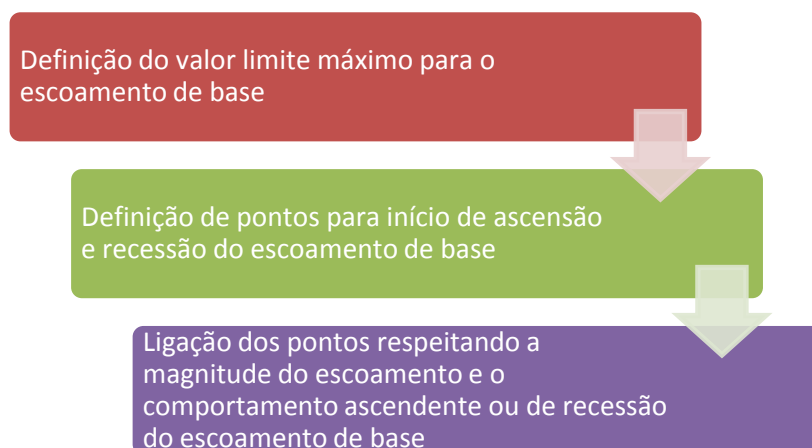 Definição do valor limite máximo para o
escoamento de base
Definição de pontos para início de ascensão
e recessão do escoamento de base
Ligação dos pontos respeitando a
magnitude do escoamento e o
comportamento ascendente ou de recessão
do escoamento de base